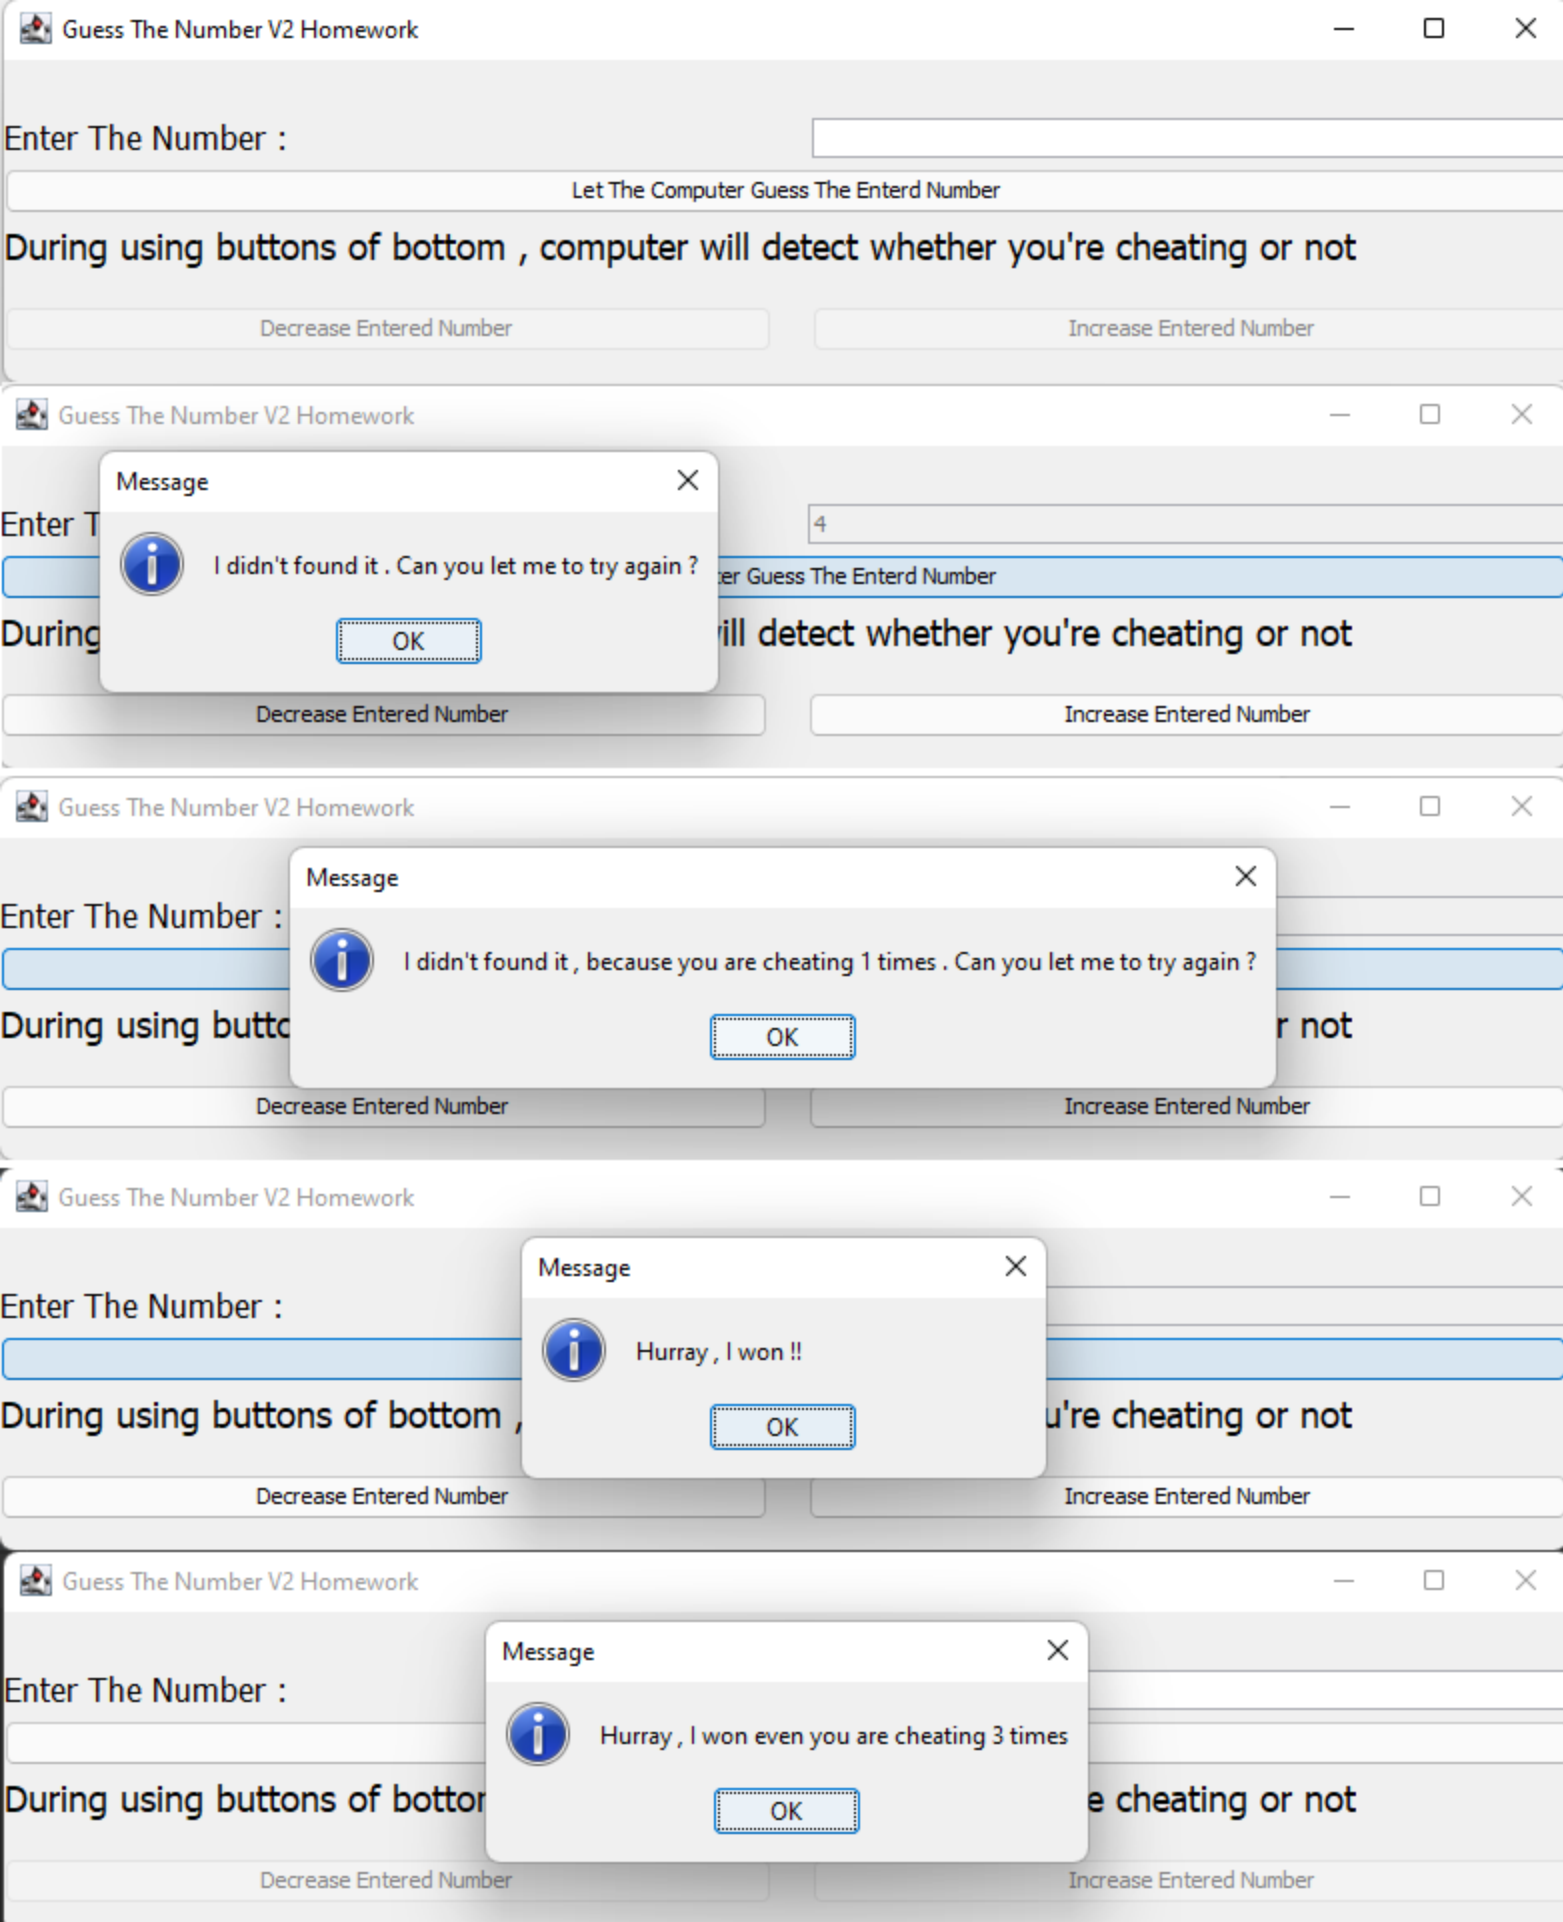 Guess The Number V2 Homework
Enter The Number :
Let The Computer Guess The Enterd Number
During using buttons of bottom , computer will detect whether you're cheating or not
Decrease Entered Number Increase Entered Number
Guess The Number V2 Homework
Message
Enter 4
I didn't found it . Can you let me to try again ?
Guess The Enterd Number
OK
During will detect whether you're cheating or not
Decrease Entered Number Increase Entered Number
Guess The Number V2 Homework
Message
Enter The Number :
I didn't found it , because you are cheating 1 times . Can you let me to try again ?
During using not
OK
Decrease Entered Number Increase Entered Number
Guess The Number V2 Homework
Message
Enter The Number :
Hurray , I won !!
During using buttons of bottom , cheating or not
OK
Decrease Entered Number Increase Entered Number
Guess The Number V2 Homework
Message
Enter The Number :
Hurray , I won even you are cheating 3 times
During using buttons of cheating or not
OK
Decrease Entered Number Increase Entered Number